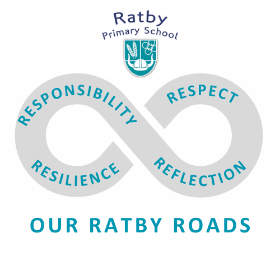 Ratby
Primary School
RESPONSIBILITY
RESPECT
RESILIENCE
REFLECTION
OUR RATBY ROADS